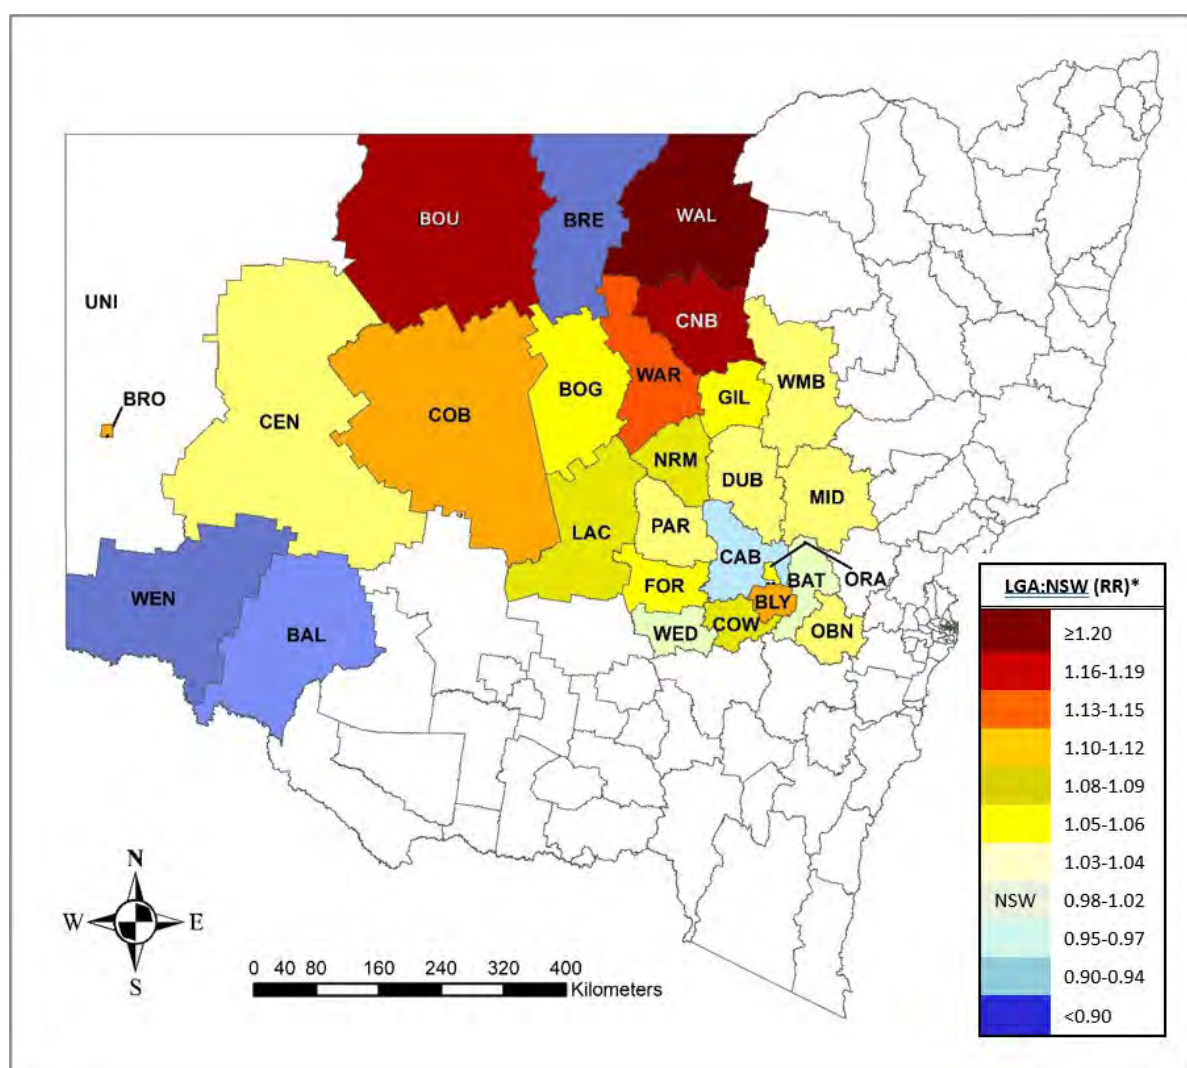 BOU
BRE
WAL
UNI
CNB
BRO
CEN
COB
BOG
WAR
GIL
WMB
NRM
DUB
MID
LAC
PAR
CAB
BAT
ORA
WEN
FOR
BLY
BAL
WED
COW
OBN
LGA:NSW (RR)*
≥1.20
1.16-1.19
1.13-1.15
1.10-1.12
1.08-1.09
1.05-1.06
1.03-1.04
NSW 0.98-1.02
0.95-0.97
0.90-0.94
<0.90
N
W E
S
0 40 80 160 240 320 400
Kilometers